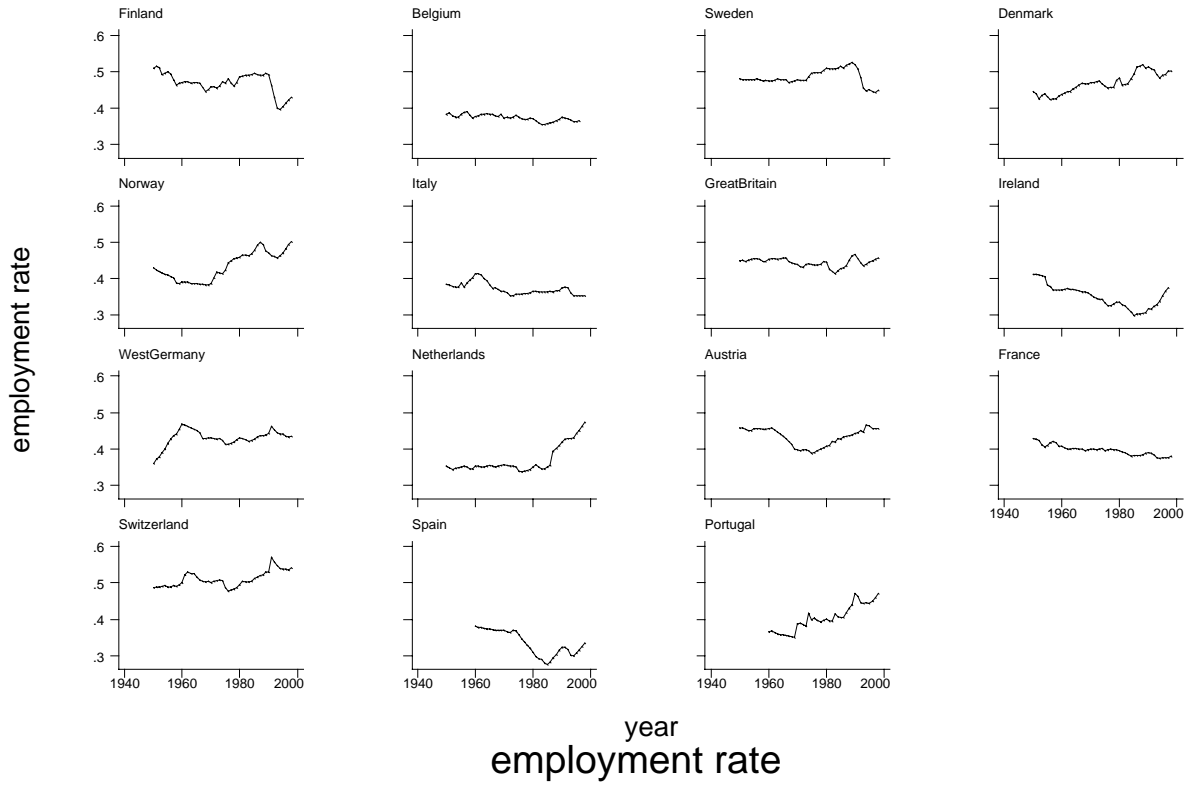 Finland Belgium Sweden Denmark
.6
.5
.4
.3
Norway Italy GreatBritain Ireland
.6
.5
.4
.3
WestGermany Netherlands Austria France
.6
.5
.4
.3
1940 1960 1980 2000
Switzerland Spain Portugal
.6
.5
.4
.3
1940 1960 1980 2000 1940 1960 1980 2000 1940 1960 1980 2000
employment rate
year
employment rate